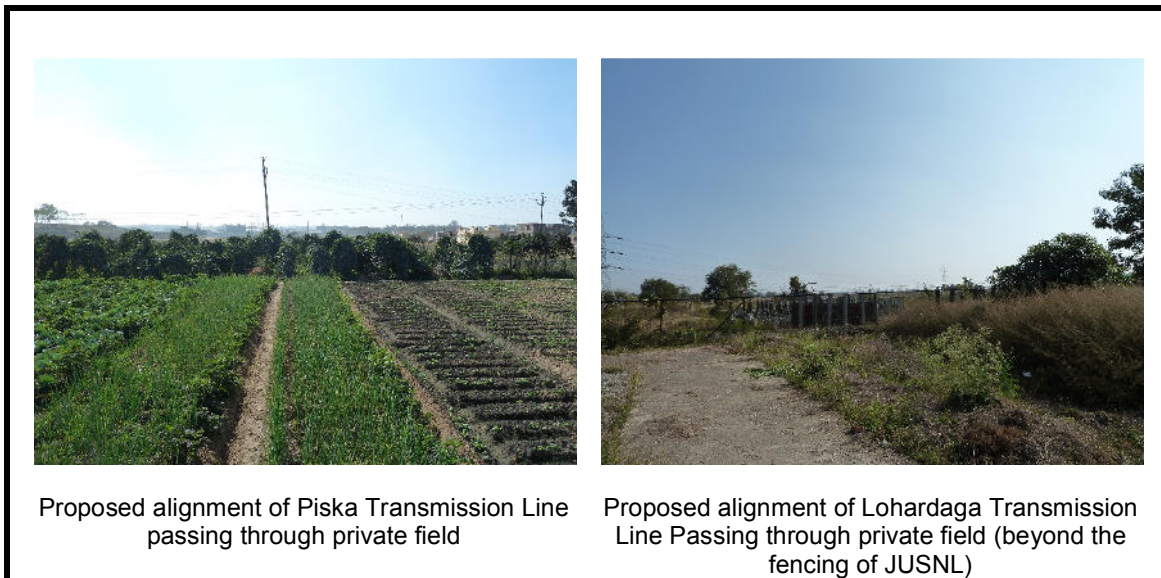 Proposed alignment of Piska Transmission Line
passing through private field
Proposed alignment of Lohardaga Transmission
Line Passing through private field (beyond the
fencing of JUSNL)